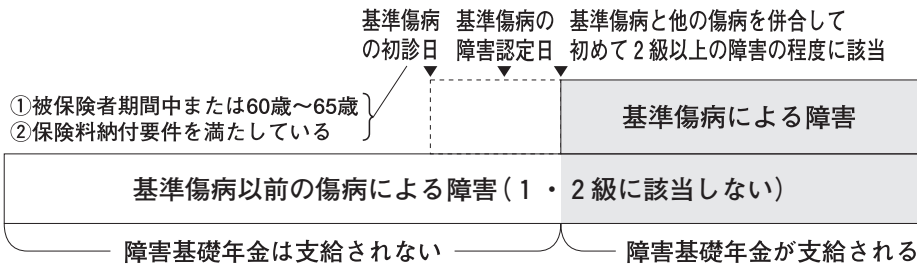 基準傷病の初診日
基準傷病の障害認定日
基準傷病と他の傷病を併合して
初めて2級以上の障害の程度に該当
①被保険者期間中または60歳〜65歳
②保険料納付要件を満たしている
基準傷病による障害
基準傷病以前の傷病による障害(1・2級に該当しない)
障害基礎年金は支給されない
障害基礎年金が支給される